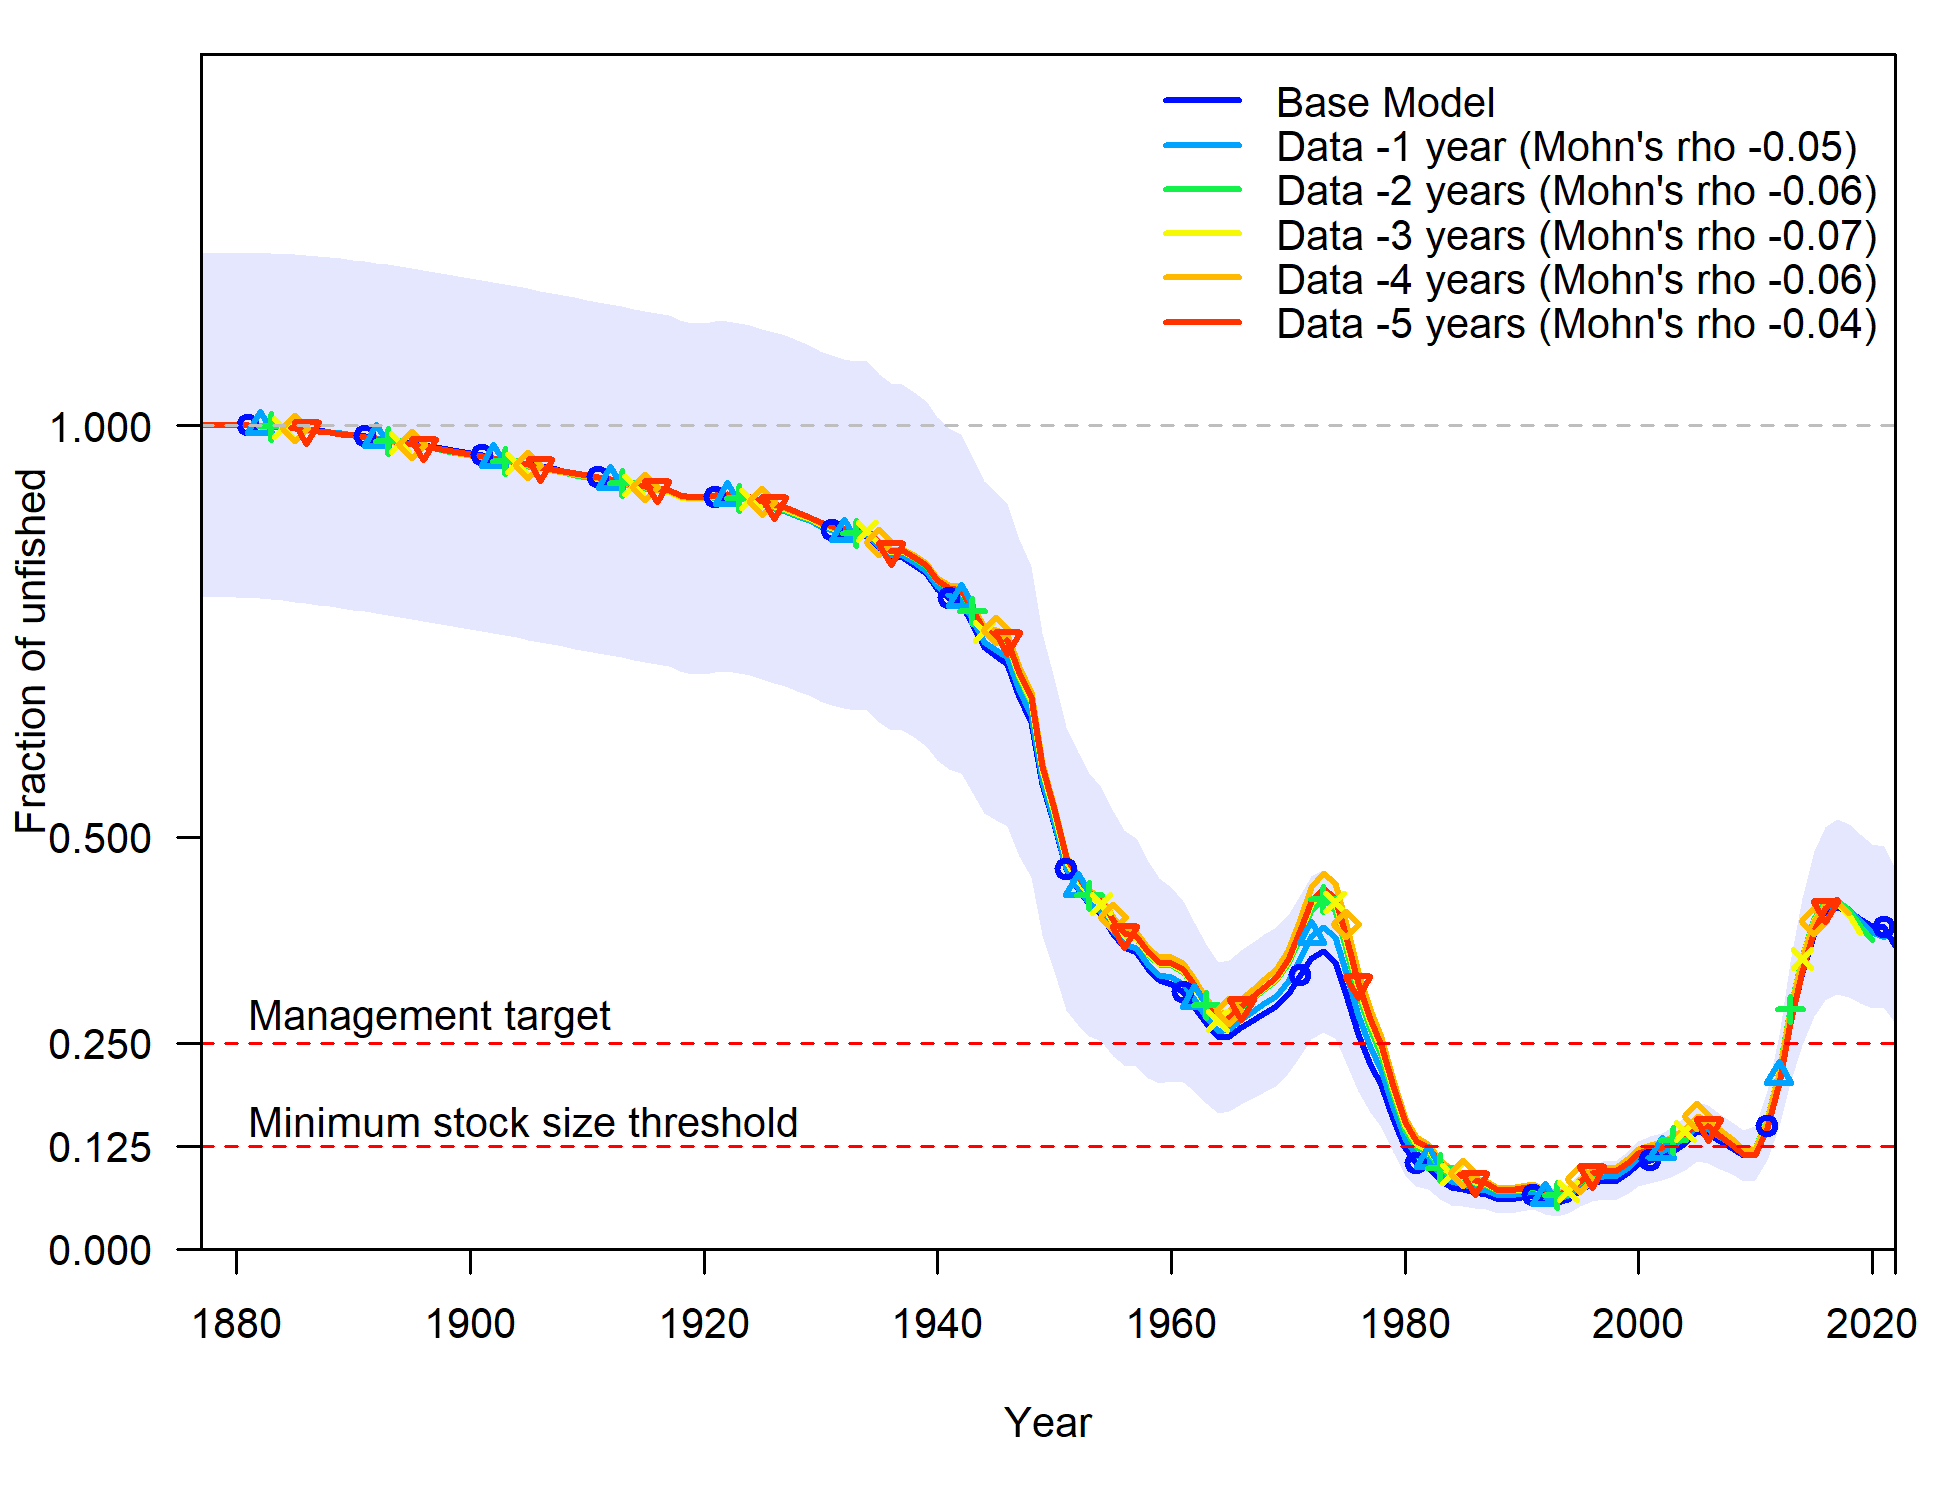 Base Model
Data -1 year (Mohn's rho -0.05)
Data -2 years (Mohn's rho -0.06)
Data -3 years (Mohn's rho -0.07)
Data -4 years (Mohn's rho -0.06)
Data -5 years (Mohn's rho -0.04)
Fraction of unfished
1.000
0.500
0.250
0.125
0.000
Management target
Minimum stock size threshold
1880 1900 1920 1940 1960 1980 2000 2020
Year